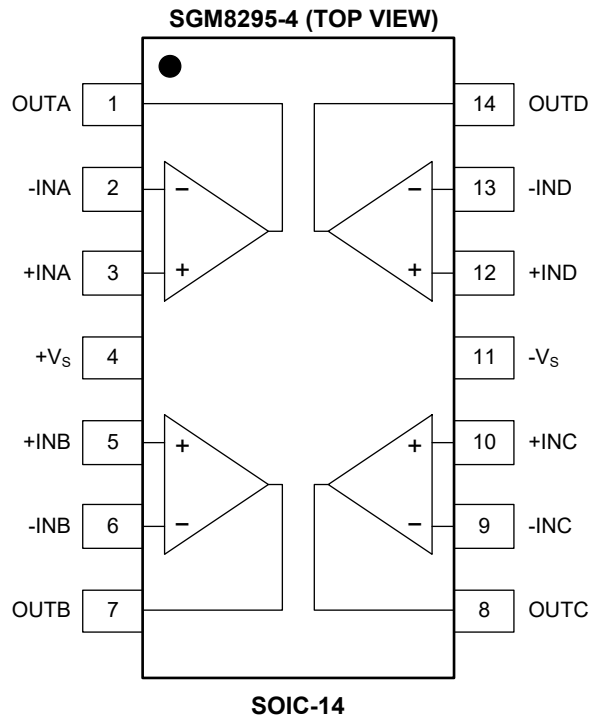 SGM8295-4 (TOP VIEW)
OUTA 1 14 OUTD
-INA 2 − − 13 -IND
+INA 3 + + 12 +IND
+VS 4 11 -VS
+INB 5 + + 10 +INC
-INB 6 − − 9 -INC
OUTB 7 8 OUTC
SOIC-14